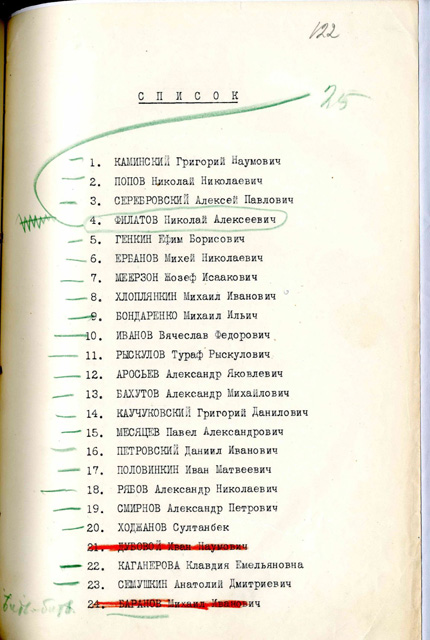 122
СПИСОК
25
1. КАМИНСКИЙ Григорий Наумович
2. ПОПОВ Николай Николаевич
3. СЕРЕБРОВСКИЙ Алексей Павлович
4. ФИЛАТОВ Николай Алексеевич
5. ГЕНКИН Ефим Борисович
6. ЕРБАНОВ Михей Николаевич
7. МЕЕРЗОН Жозеф Исаакович
8. ХЛОПЛЯНКИН Михаил Иванович
9. БОНДАРЕНКО Михаил Ильич
10. ИВАНОВ Вячеслав Федорович
11. РЫСКУЛОВ Тураф Рыскулович
12. АРОСЬЕВ Александр Яковлевич
13. БАХУТОВ Александр Михайлович
14. КАУЧУКОВСКИЙ Григорий Данилович
15. МЕСЯЦЕВ Павел Александрович
16. ПЕТРОВСКИЙ Даниил Иванович
17. ПОЛОВИНКИН Иван Матвеевич
18. РЯБОВ Александр Николаевич
19. СМИРНОВ Александр Петрович
20. ХОДЖАНОВ Султанбек
21. ДУБОВОЙ Иван Наумович
22. КАГАНЕРОВА Клавдия Емельяновна
23. СЕМУШКИН Анатолий Дмитриевич
24. БАРАНОВ Михаил Иванович